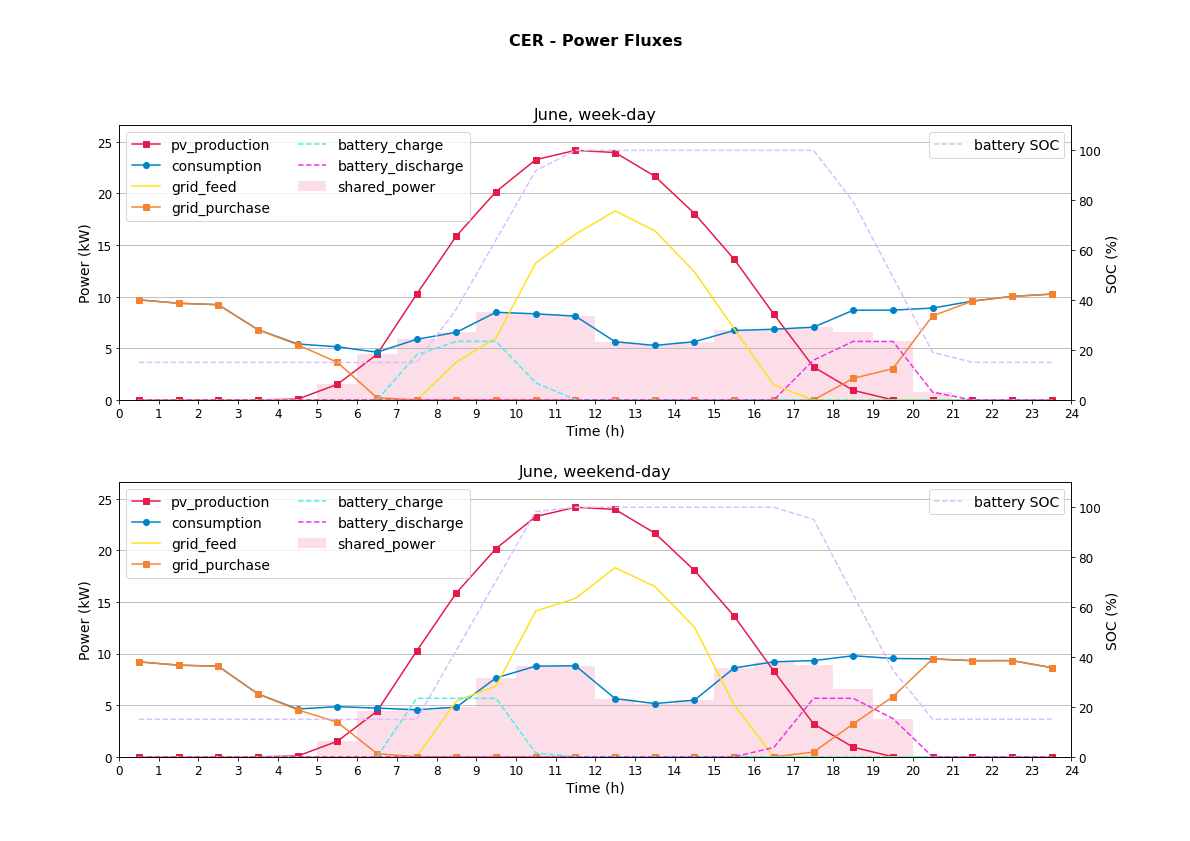 CER - Power Fluxes
June, week-day
pv_production
consumption
grid_feed
grid_purchase
battery_charge
battery_discharge
shared_power
battery SOC
Power (kW)
25
20
15
10
5
0
SOC (%)
100
80
60
40
20
0
0 1 2 3 4 5 6 7 8 9 10 11 12 13 14 15 16 17 18 19 20 21 22 23 24
Time (h)
June, weekend-day
pv_production
consumption
grid_feed
grid_purchase
battery_charge
battery_discharge
shared_power
battery SOC
Power (kW)
25
20
15
10
5
0
SOC (%)
100
80
60
40
20
0
0 1 2 3 4 5 6 7 8 9 10 11 12 13 14 15 16 17 18 19 20 21 22 23 24
Time (h)